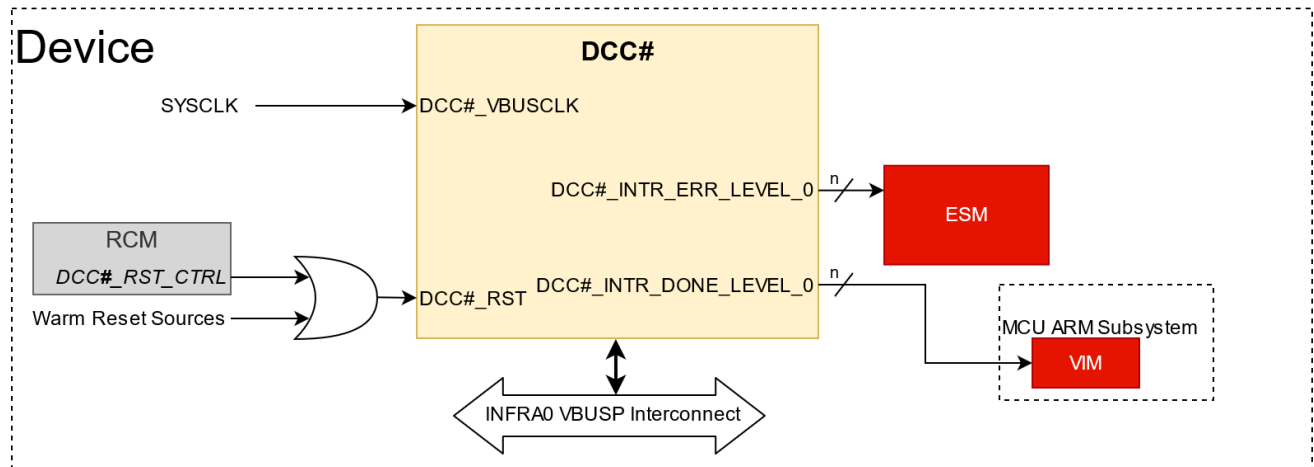 Device
DCC#
SYSCLK
DCC#_VBUSCLK
DCC#_INTR_ERR_LEVEL_0
n
ESM
RCM
DCC#_RST_CTRL
Warm Reset Sources
DCC#_RST
DCC#_INTR_DONE_LEVEL_0
n
MCU ARM Subsystem
VIM
INFRA0 VBUSP Interconnect